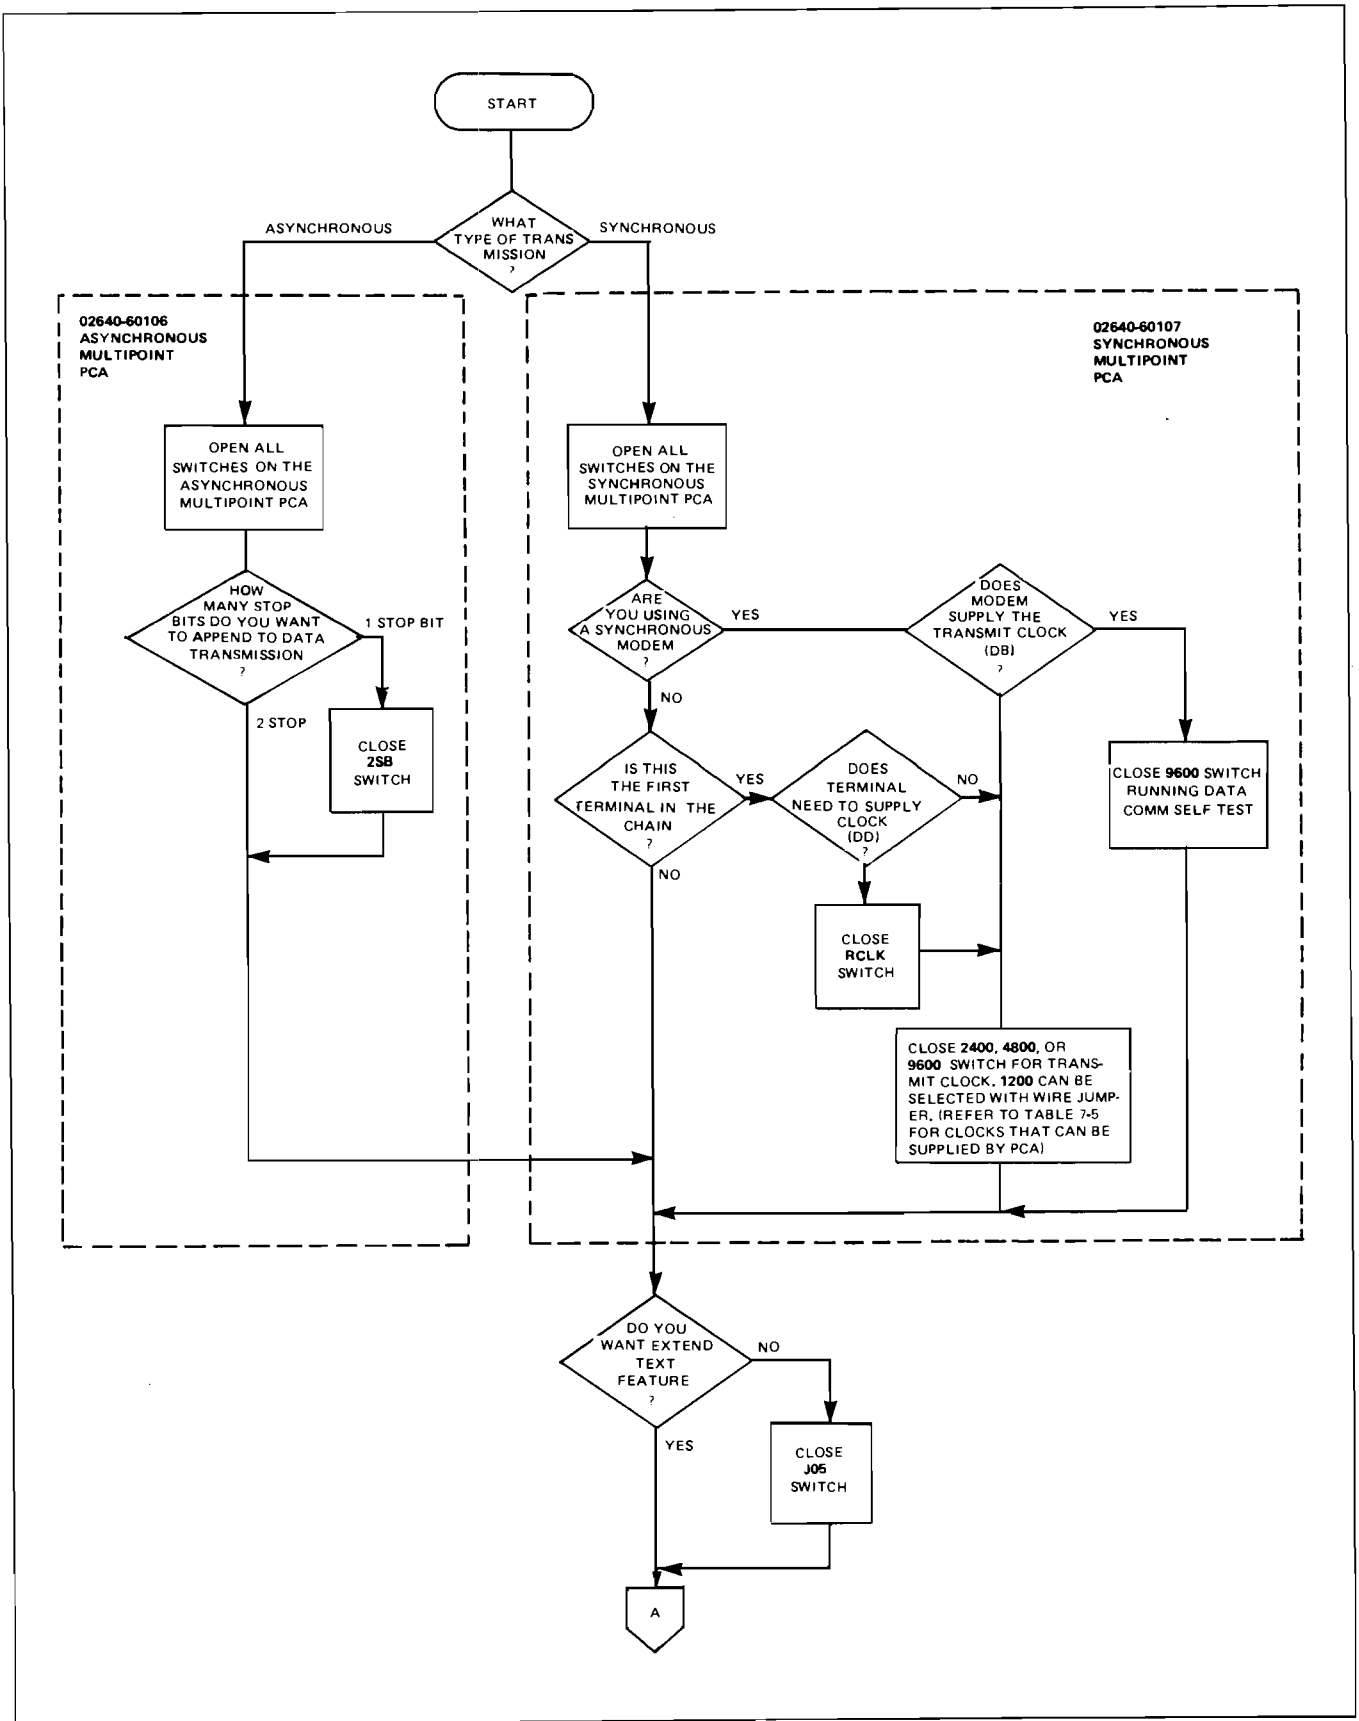 START
WHAT
TYPE OF TRANS
MISSION
?
ASYNCHRONOUS
SYNCHRONOUS
02640-60106
ASYNCHRONOUS
MULTIPOINT
PCA
02640-60107
SYNCHRONOUS
MULTIPOINT
PCA
OPEN ALL
SWITCHES ON THE
ASYNCHRONOUS
MULTIPOINT PCA
OPEN ALL
SWITCHES ON THE
SYNCHRONOUS
MULTIPOINT PCA
HOW
MANY STOP
BITS DO YOU WANT
TO APPEND TO DATA
TRANSMISSION
?
1 STOP BIT
2 STOP
CLOSE
2SB
SWITCH
ARE
YOU USING
A SYNCHRONOUS
MODEM
?
YES
NO
DOES
MODEM
SUPPLY THE
TRANSMIT CLOCK
(DB)
?
YES
IS THIS
THE FIRST
TERMINAL IN THE
CHAIN
?
YES
NO
DOES
TERMINAL
NEED TO SUPPLY
CLOCK
(DD)
?
NO
CLOSE 9600 SWITCH
RUNNING DATA
COMM SELF TEST
CLOSE
RCLK
SWITCH
CLOSE 2400, 4800, OR
9600 SWITCH FOR TRANS-
MIT CLOCK. 1200 CAN BE
SELECTED WITH WIRE JUMP-
ER. (REFER TO TABLE 7-5
FOR CLOCKS THAT CAN BE
SUPPLIED BY PCA)
DO YOU
WANT EXTEND
TEXT
FEATURE
?
NO
YES
CLOSE
J05
SWITCH
A